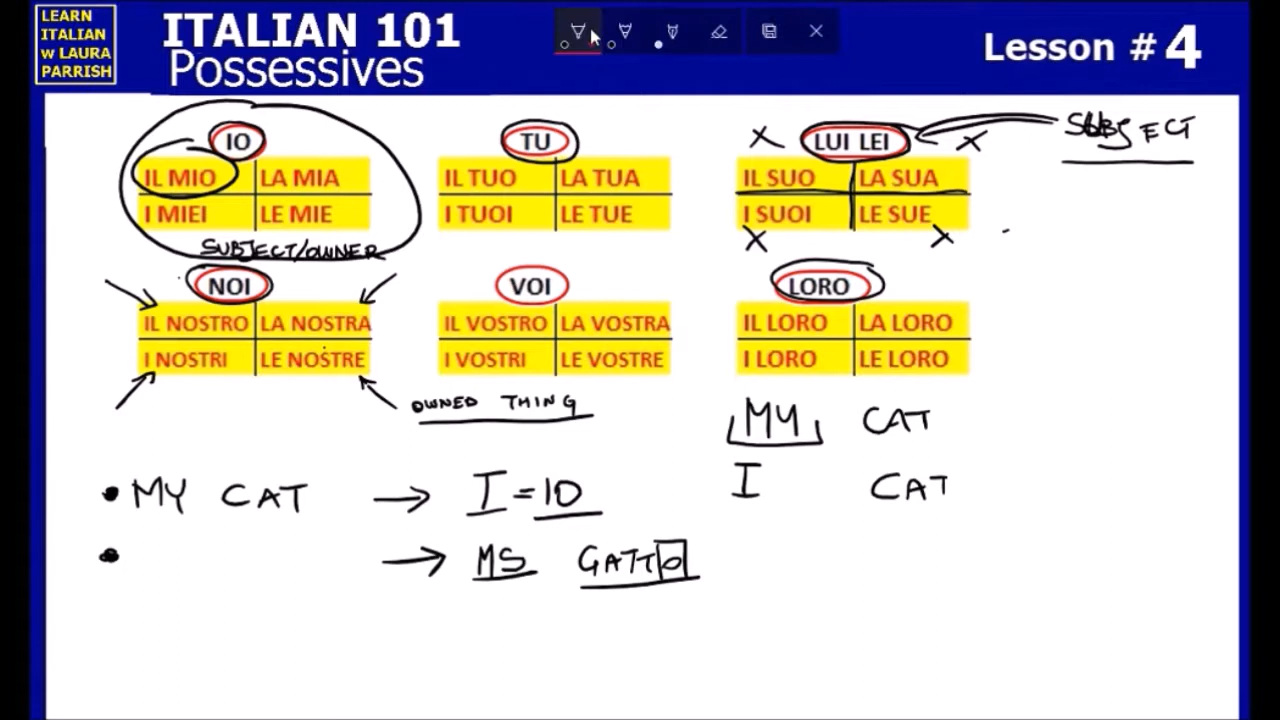 LEARN
ITALIAN
w LAURA
PARRISH
ITALIAN 101
Possessives
Lesson # 4
IO
IL MIO LA MIA
I MIEI LE MIE
SUBJECT/OWNER
TU
IL TUO LA TUA
I TUOI LE TUE
LUI LEI
IL SUO LA SUA
I SUOI LE SUE
X X
X X
SUBJECT
NOI
IL NOSTRO LA NOSTRA
I NOSTRI LE NOSTRE
VOI
IL VOSTRO LA VOSTRA
I VOSTRI LE VOSTRE
LORO
IL LORO LA LORO
I LORO LE LORO
OWNED THING
MY CAT
I CAT
• MY CAT → I = IO
• → MS GATTO